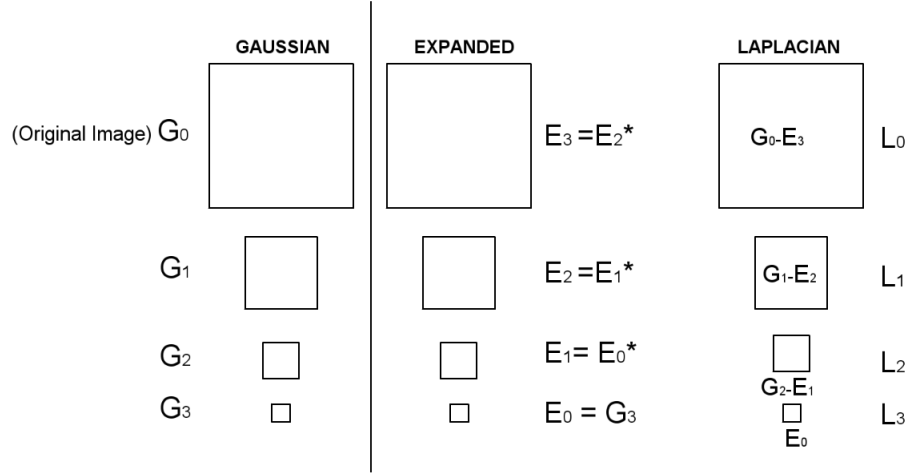 GAUSSIAN EXPANDED LAPLACIAN
(Original Image) G₀ E₃ =E₂* G₀-E₃ L₀
G₁ E₂ =E₁* G₁-E₂ L₁
G₂ E₁= E₀* L₂
G₂-E₁
G₃ E₀ = G₃ L₃
E₀